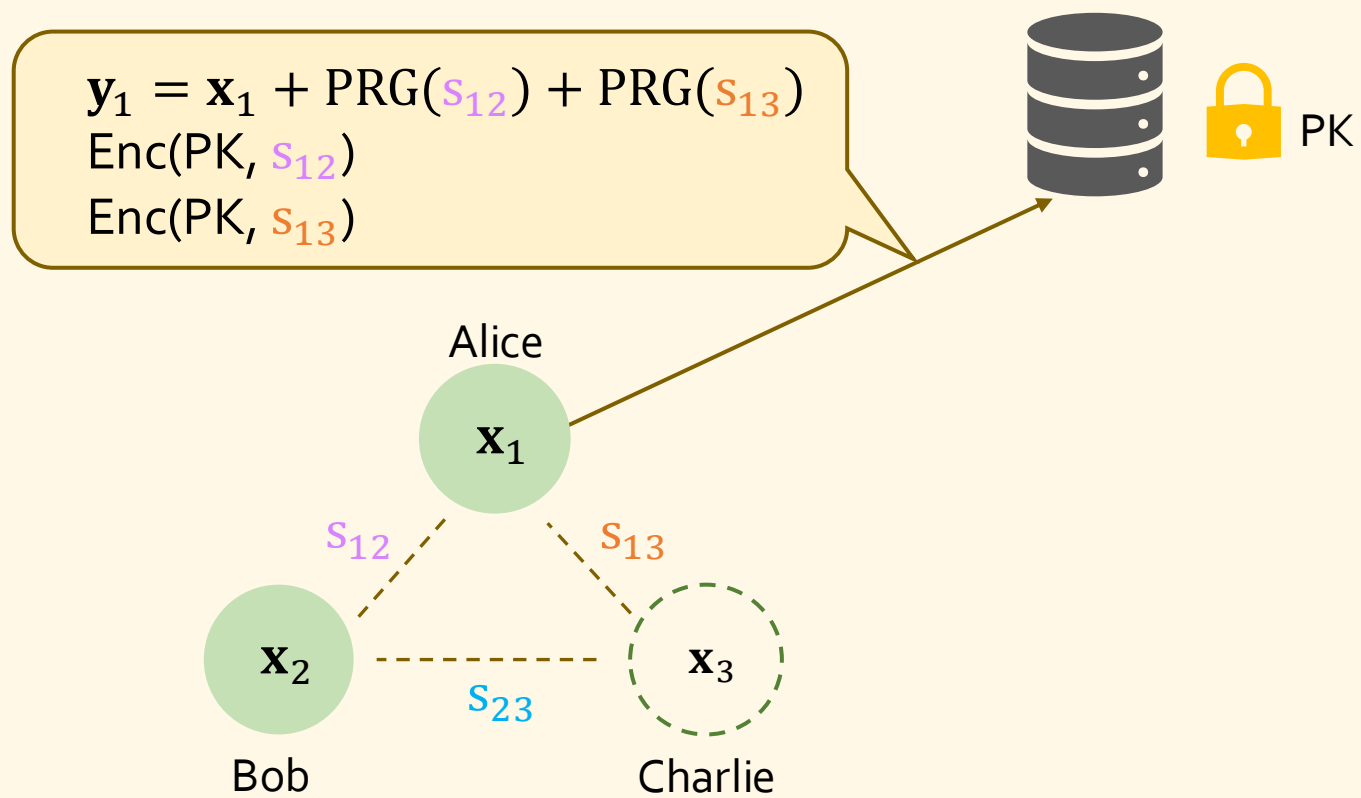 𝐲₁ = 𝐱₁ + PRG(s₁₂) + PRG(s₁₃)
Enc(PK, s₁₂)
Enc(PK, s₁₃)
PK
Alice
𝐱₁
s₁₂
s₁₃
𝐱₂
𝐱₃
s₂₃
Bob
Charlie